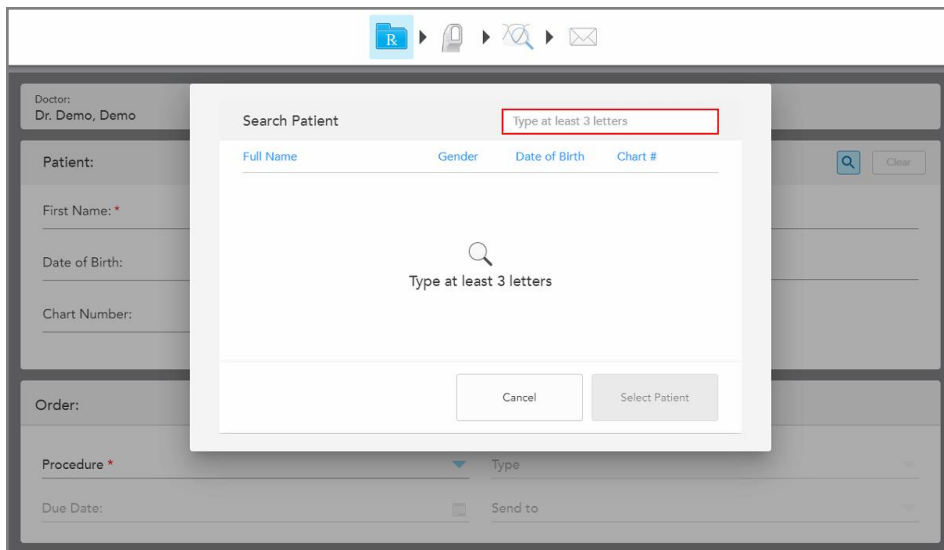 R
Doctor:
Dr. Demo, Demo
Search Patient
Type at least 3 letters
Full Name Gender Date of Birth Chart #
Patient:
Clear
First Name: *
Date of Birth:
Type at least 3 letters
Chart Number:
Cancel Select Patient
Order:
Procedure * Type
Due Date: Send to